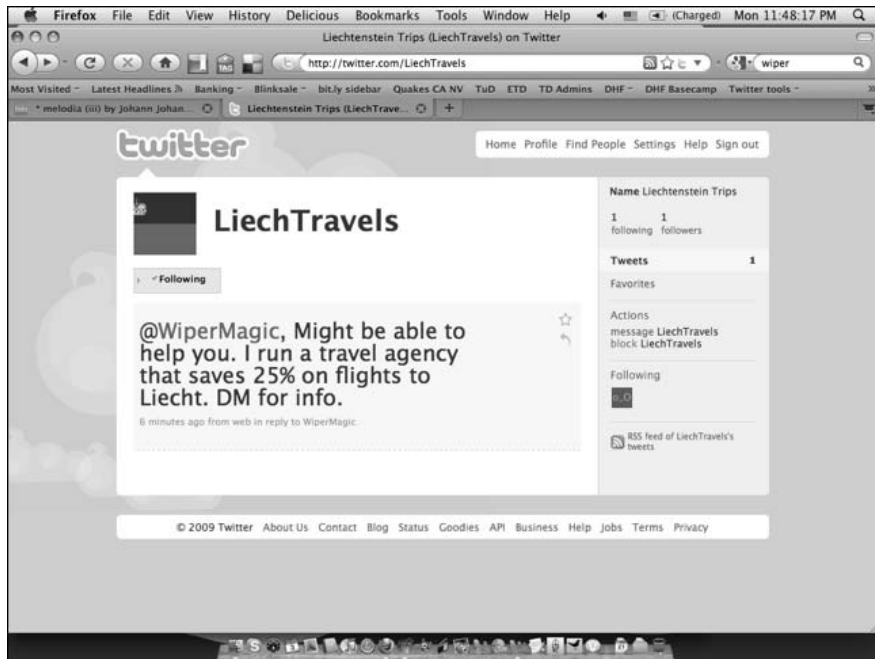 Firefox File Edit View History Delicious Bookmarks Tools Window Help (Charged) Mon 11:48:17 PM
Liechtenstein Trips (LiechTravels) on Twitter
http://twitter.com/LiechTravels wiper
Most Visited Latest Headlines Banking Blinksale bit.ly sidebar Quakes CA NV TuD ETD TD Admins DHF DHF Basecamp Twitter tools
* melodia (iii) by Johann Johan... Liechtenstein Trips (LiechTrave... +
twitter
Home Profile Find People Settings Help Sign out
LiechTravels
Following
@WiperMagic, Might be able to
help you. I run a travel agency
that saves 25% on flights to
Liecht. DM for info.
6 minutes ago from web in reply to WiperMagic
Name Liechtenstein Trips
1 1
following followers
Tweets 1
Favorites
Actions
message LiechTravels
block LiechTravels
Following
o_O
RSS feed of LiechTravels's
tweets
© 2009 Twitter About Us Contact Blog Status Goodies API Business Help Jobs Terms Privacy